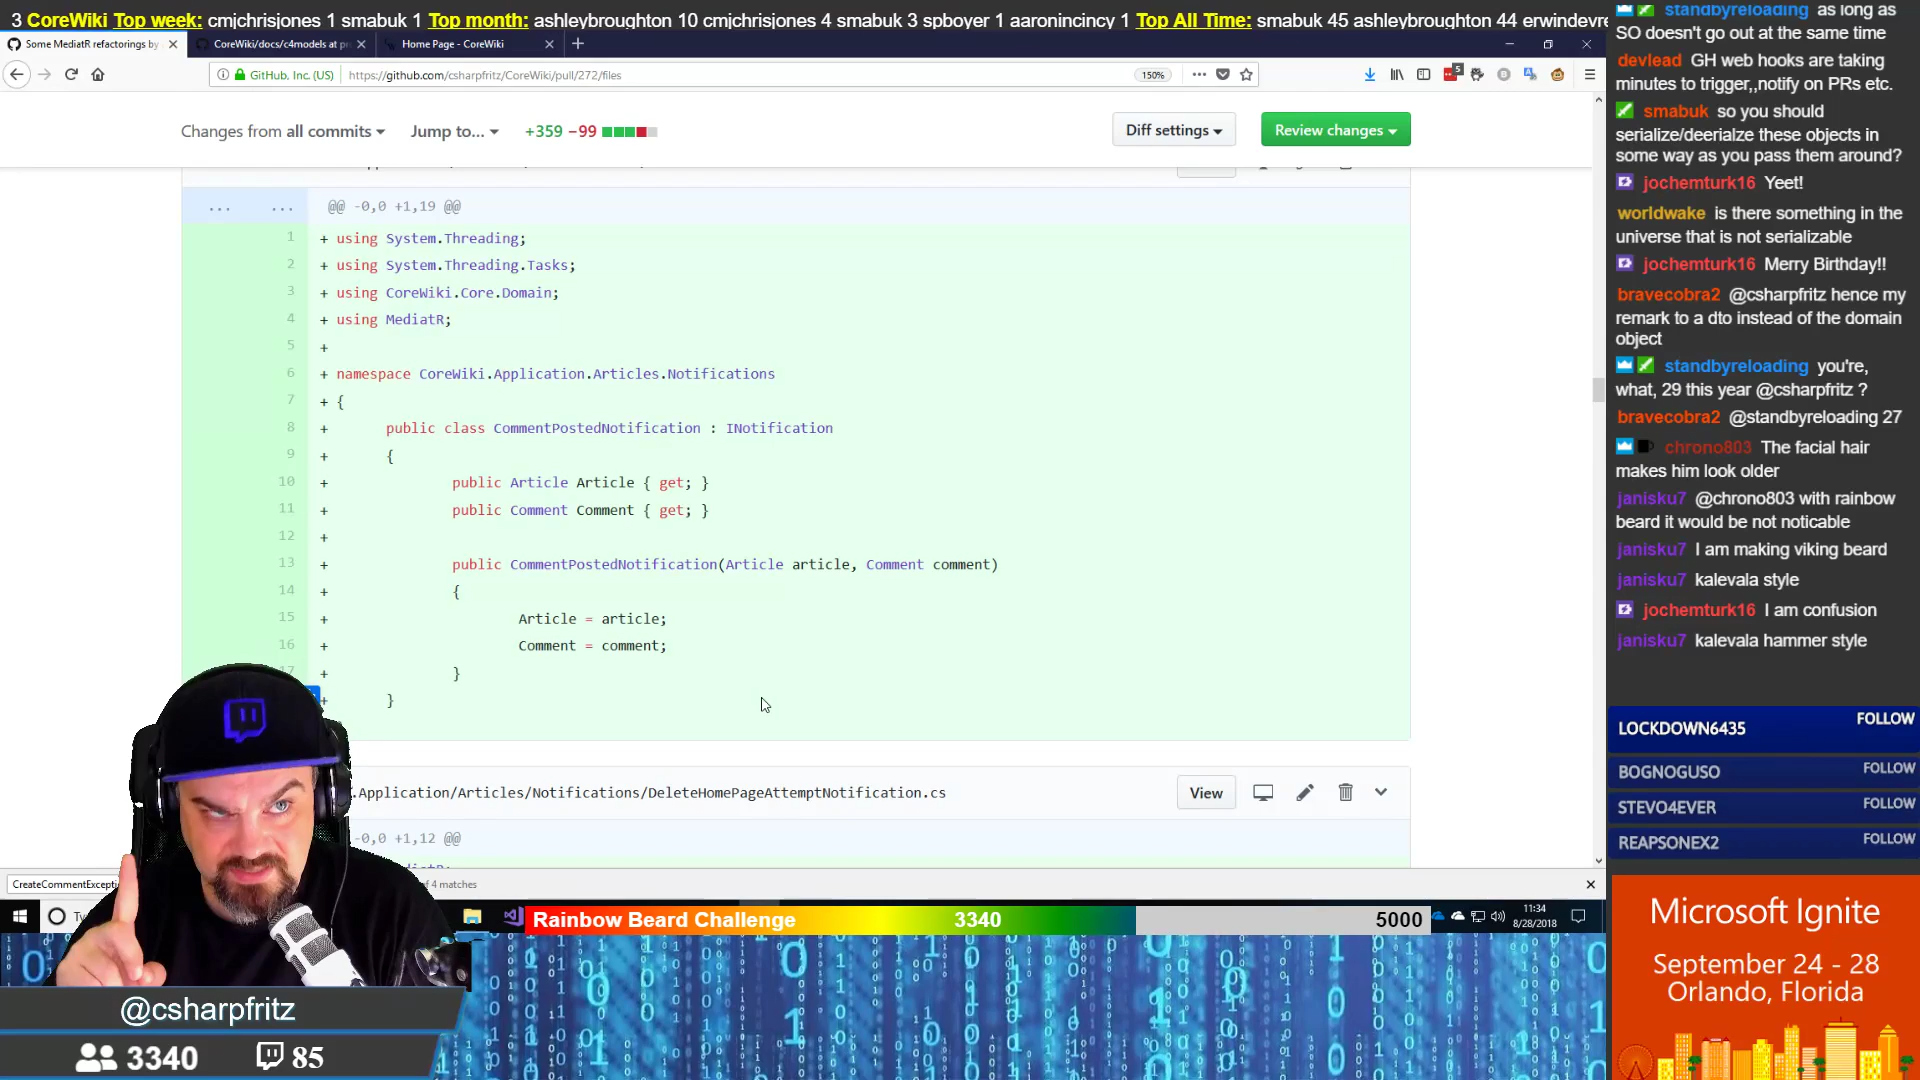 3 CoreWiki Top week: cmjchrisjones 1 smabuk 1 Top month: ashleybroughton 10 cmjchrisjones 4 smabuk 3 spboyer 1 aaronincincy 1 Top All Time: smabuk 45 ashleybroughton 44 erwindevre
Some MediatR refactorings by
CoreWiki/docs/c4models at pr
Home Page - CoreWiki
GitHub, Inc. (US)
https://github.com/csharpfritz/CoreWiki/pull/272/files
150%
5
Changes from all commits
Jump to...
+359 −99
Diff settings
Review changes
... ... @@ -0,0 +1,19 @@
1 + using System.Threading;
2 + using System.Threading.Tasks;
3 + using CoreWiki.Core.Domain;
4 + using MediatR;
5 +
6 + namespace CoreWiki.Application.Articles.Notifications
7 + {
8 + public class CommentPostedNotification : INotification
9 + {
10 + public Article Article { get; }
11 + public Comment Comment { get; }
12 +
13 + public CommentPostedNotification(Article article, Comment comment)
14 + {
15 + Article = article;
16 + Comment = comment;
17 + }
+ }
.Application/Articles/Notifications/DeleteHomePageAttemptNotification.cs
View
-0,0 +1,12 @@
CreateCommentExcepti
of 4 matches
Rainbow Beard Challenge 3340 5000
11:34
8/28/2018
@csharpfritz
3340
85
standbyreloading as long as
SO doesn't go out at the same time
devlead GH web hooks are taking
minutes to trigger,,notify on PRs etc.
smabuk so you should
serialize/deerialze these objects in
some way as you pass them around?
jochemturk16 Yeet!
worldwake is there something in the
universe that is not serializable
jochemturk16 Merry Birthday!!
bravecobra2 @csharpfritz hence my
remark to a dto instead of the domain
object
standbyreloading you're,
what, 29 this year @csharpfritz ?
bravecobra2 @standbyreloading 27
chrono803 The facial hair
makes him look older
janisku7 @chrono803 with rainbow
beard it would be not noticable
janisku7 I am making viking beard
janisku7 kalevala style
jochemturk16 I am confusion
janisku7 kalevala hammer style
LOCKDOWN6435 FOLLOW
BOGNOGUSO FOLLOW
STEVO4EVER FOLLOW
REAPSONEX2 FOLLOW
Microsoft Ignite
September 24 - 28
Orlando, Florida